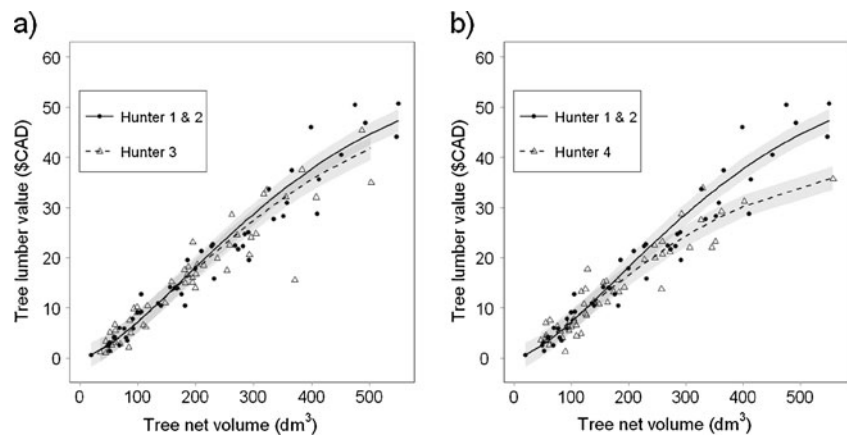 a)
60
50
40
30
20
10
0
Tree lumber value ($CAD)
Hunter 1 & 2
Hunter 3
0 100 200 300 400 500
Tree net volume (dm³)
b)
60
50
40
30
20
10
0
Tree lumber value ($CAD)
Hunter 1 & 2
Hunter 4
0 100 200 300 400 500
Tree net volume (dm³)